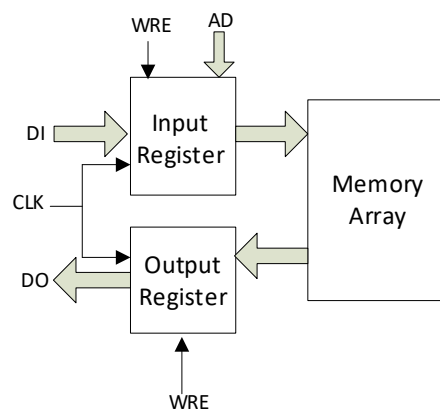 WRE
AD
DI
Input
Register
Memory
Array
CLK
Output
Register
DO
WRE